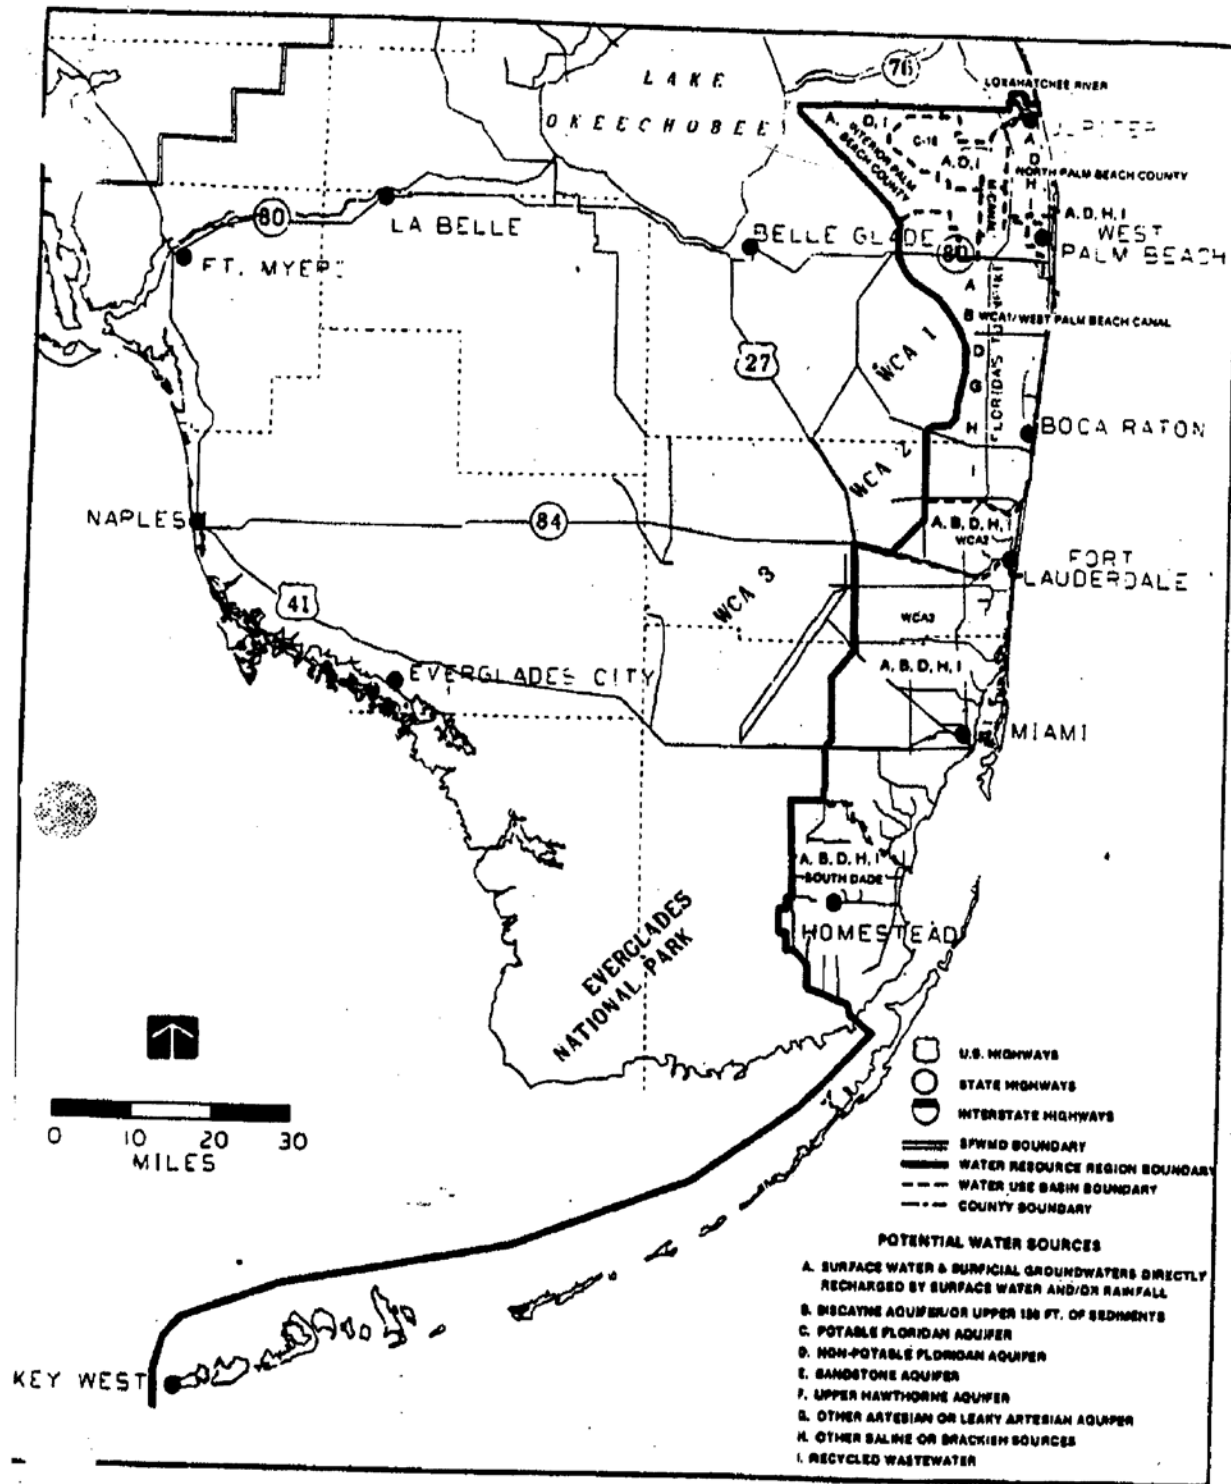 LAKE
OKEECHOBEE
76
LOXAHATCHEE RIVER
JUPITER
A, D, I
C-18
INTERIOR PALM
BEACH COUNTY
A, D, I
A
D
H
I
NORTH PALM BEACH COUNTY
M-CANAL
A, D, H, I
WEST
PALM BEACH
80
LA BELLE
FT. MYERS
BELLE GLADE
80
A
B
WCA1/WEST PALM BEACH CANAL
D
G
H
I
FLORIDA'S TURNPIKE
WCA 1
27
BOCA RATON
WCA 2
NAPLES
84
A, B, D, H, I
WCA2
FORT
LAUDERDALE
41
WCA 3
WCA3
A, B, D, H, I
EVERGLADES CITY
MIAMI
A, B, D, H, I
SOUTH DADE
HOMESTEAD
EVERGLADES
NATIONAL PARK
0 10 20 30
MILES
U.S. HIGHWAYS
STATE HIGHWAYS
INTERSTATE HIGHWAYS
SFWMD BOUNDARY
WATER RESOURCE REGION BOUNDARY
WATER USE BASIN BOUNDARY
COUNTY BOUNDARY
POTENTIAL WATER SOURCES
A. SURFACE WATER & SURFICIAL GROUNDWATERS DIRECTLY
RECHARGED BY SURFACE WATER AND/OR RAINFALL
B. BISCAYNE AQUIFER/OR UPPER 150 FT. OF SEDIMENTS
C. POTABLE FLORIDAN AQUIFER
D. NON-POTABLE FLORIDAN AQUIFER
E. SANDSTONE AQUIFER
F. UPPER HAWTHORNE AQUIFER
G. OTHER ARTESIAN OR LEAKY ARTESIAN AQUIFER
H. OTHER SALINE OR BRACKISH SOURCES
I. RECYCLED WASTEWATER
KEY WEST